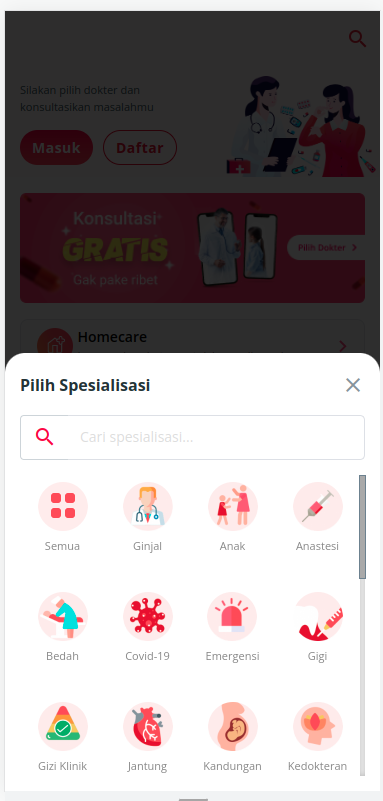 Silakan pilih dokter dan
konsultasikan masalahmu
Masuk
Daftar
Konsultasi
GRATIS
Gak pake ribet
Pilih Dokter
Homecare
Pilih Spesialisasi
Cari spesialisasi...
Semua
Ginjal
Anak
Anastesi
Bedah
Covid-19
Emergensi
Gigi
Gizi Klinik
Jantung
Kandungan
Kedokteran